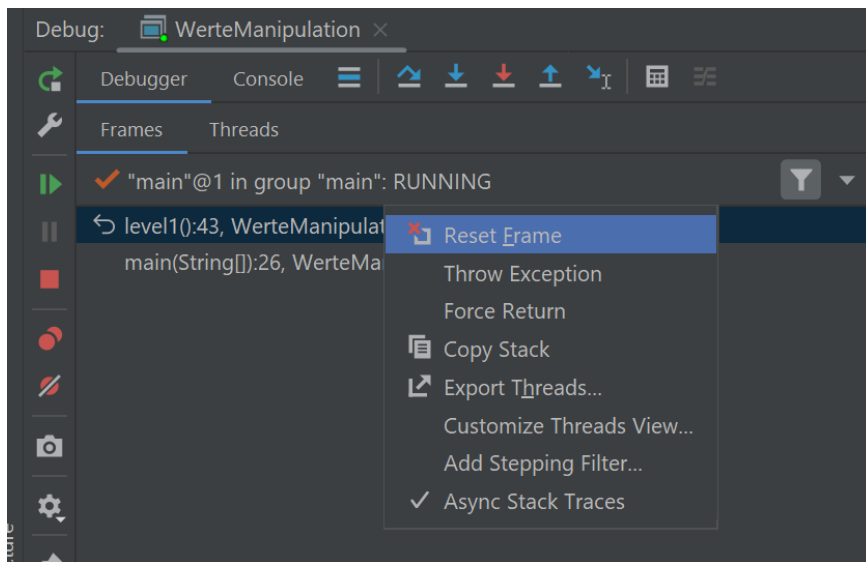 Debug: WerteManipulation
Debugger Console
Frames Threads
"main"@1 in group "main": RUNNING
level1():43, WerteManipulat
main(String[]):26, WerteMa
Reset Frame
Throw Exception
Force Return
Copy Stack
Export Threads...
Customize Threads View...
Add Stepping Filter...
Async Stack Traces